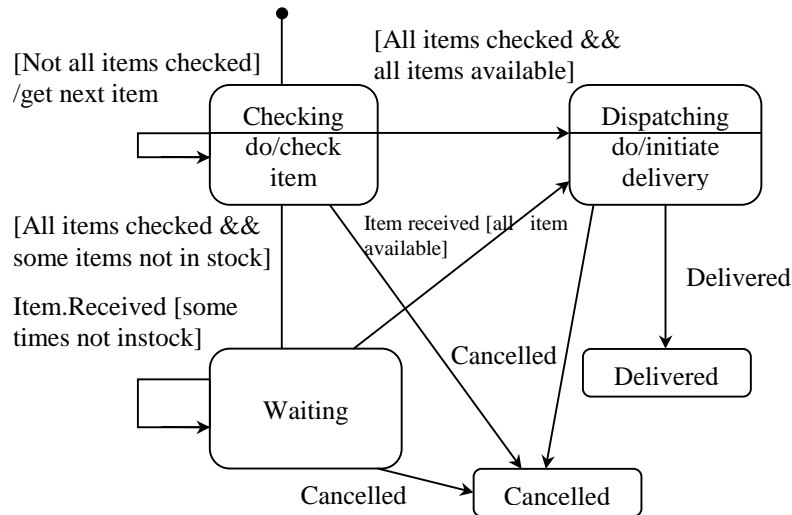 [All items checked &&
all items available]
[Not all items checked]
/get next item
Checking
do/check
item
Dispatching
do/initiate
delivery
[All items checked &&
some items not in stock]
Item received [all item
available]
Item.Received [some
times not instock]
Delivered
Waiting
Cancelled
Delivered
Cancelled
Cancelled